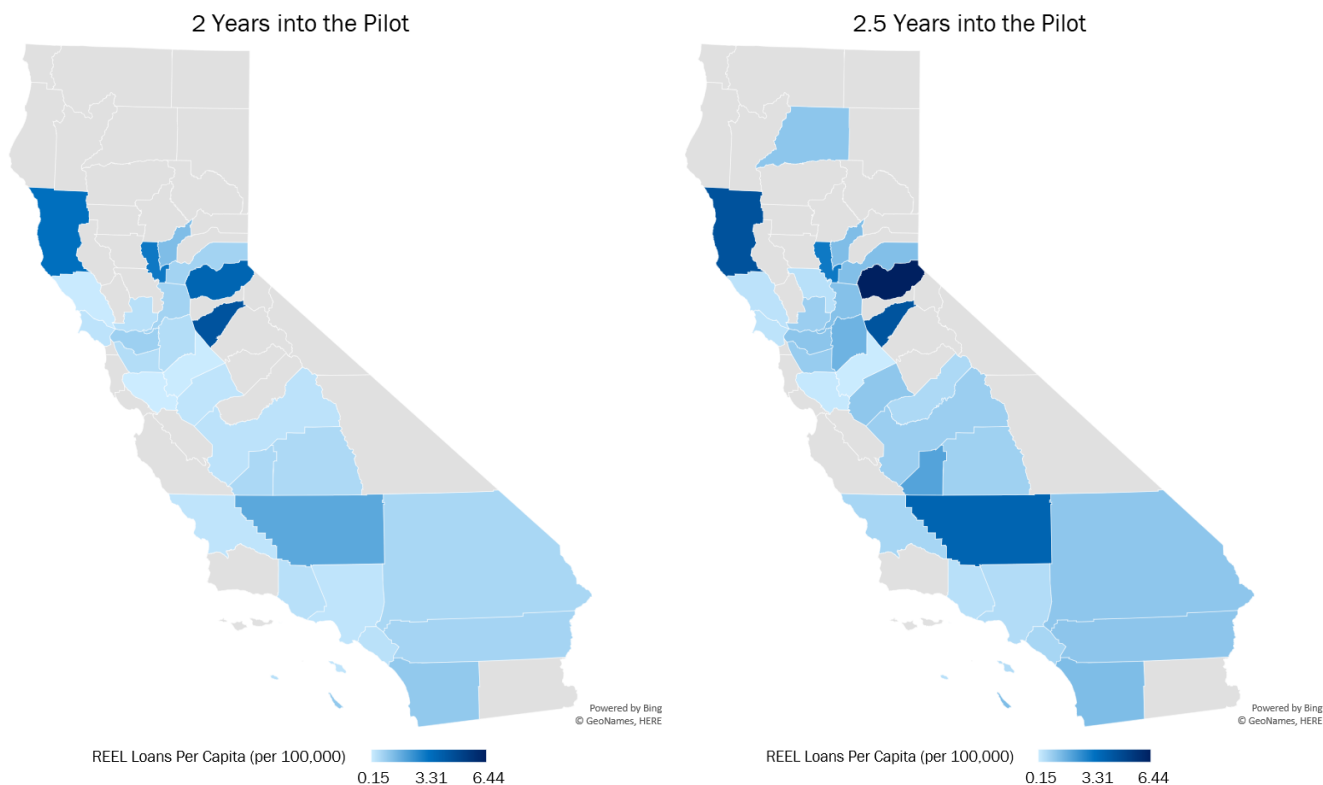 2 Years into the Pilot
2.5 Years into the Pilot
Powered by Bing
© GeoNames, HERE
Powered by Bing
© GeoNames, HERE
REEL Loans Per Capita (per 100,000)
0.15 3.31 6.44
REEL Loans Per Capita (per 100,000)
0.15 3.31 6.44